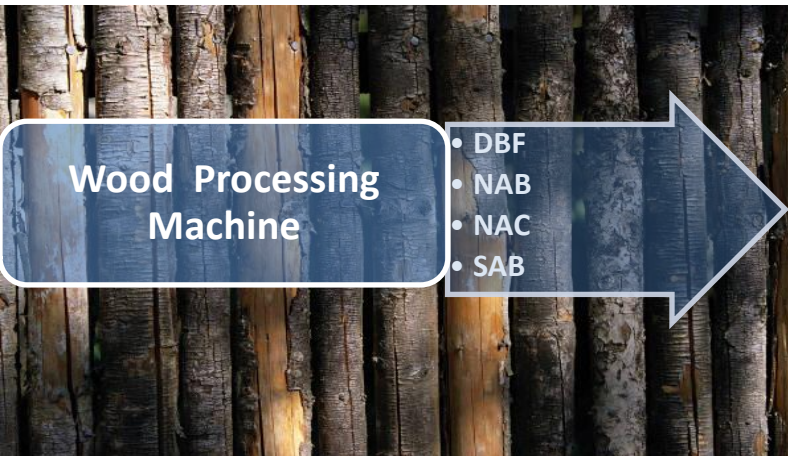 Wood Processing
Machine
• DBF
• NAB
• NAC
• SAB